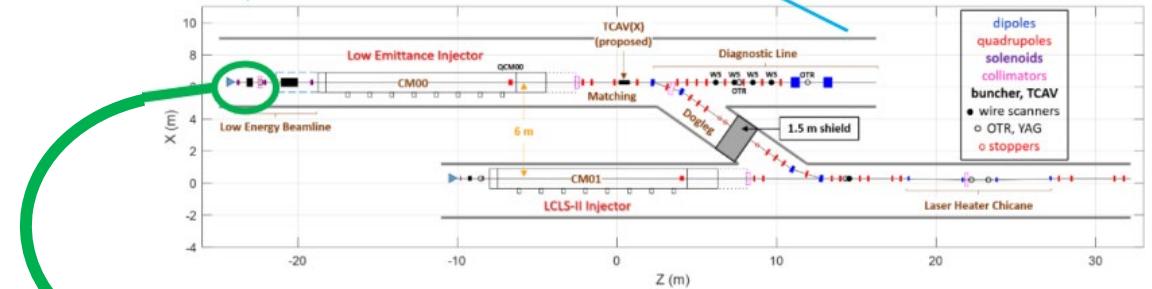 TCAV(X)
(proposed)
Low Emittance Injector
QCM00
Diagnostic Line
CM00
WS WS WS WS
OTR
OTR
Matching
Low Energy Beamline
Dogleg
6 m
1.5 m shield
CM01
LCLS-II Injector
Laser Heater Chicane
dipoles
quadrupoles
solenoids
collimators
buncher, TCAV
wire scanners
OTR, YAG
stoppers
X (m)
10
8
6
4
2
0
-2
-4
-20 -10 0 10 20 30
Z (m)